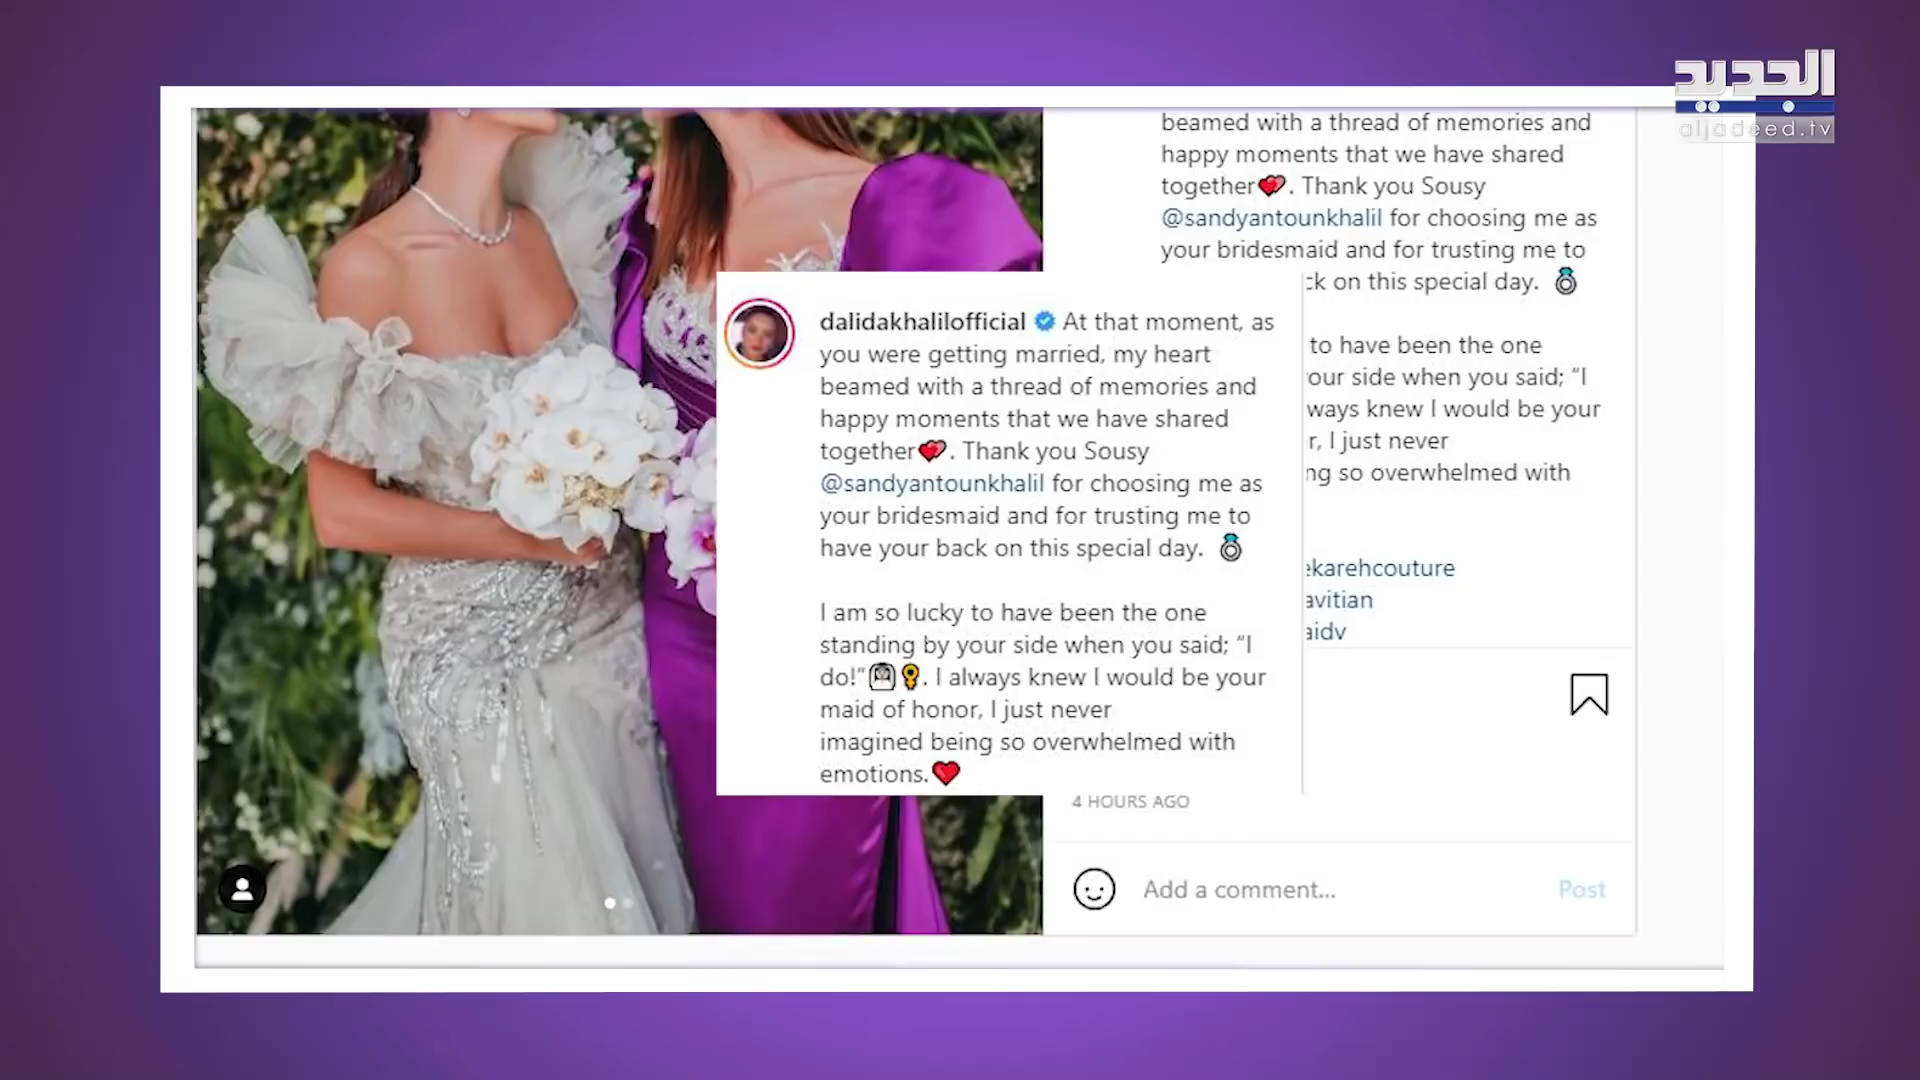 الجديد
aljadeed.tv
beamed with a thread of memories and
happy moments that we have shared
together💕. Thank you Sousy
@sandyantounkhalil for choosing me as
your bridesmaid and for trusting me to
ck on this special day. 💍
to have been the one
our side when you said; “I
ways knew I would be your
r, I just never
ng so overwhelmed with
ekarehcouture
avitian
aidv
4 HOURS AGO
Add a comment...
Post
dalidakhalilofficial At that moment, as
you were getting married, my heart
beamed with a thread of memories and
happy moments that we have shared
together💕. Thank you Sousy
@sandyantounkhalil for choosing me as
your bridesmaid and for trusting me to
have your back on this special day. 💍
I am so lucky to have been the one
standing by your side when you said; “I
do!”👰‍♀. I always knew I would be your
maid of honor, I just never
imagined being so overwhelmed with
emotions.❤️